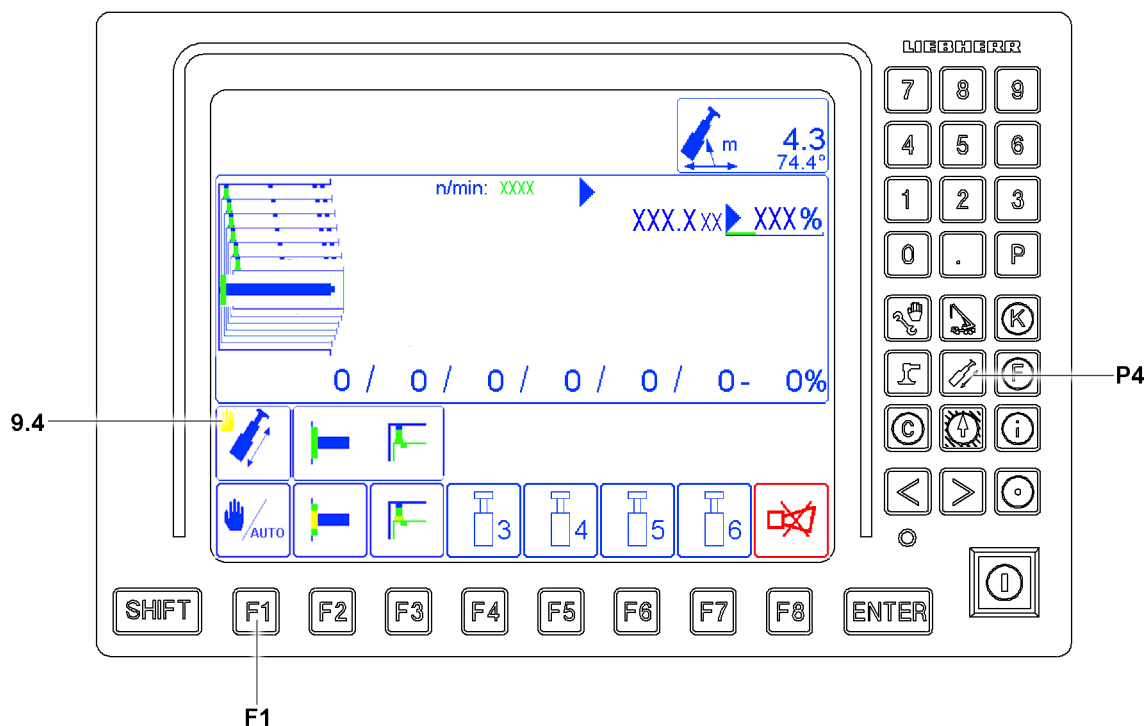 LIEBHERR
7 8 9
4.3
m
74.4°
4 5 6
n/min: XXXX
XXX.X XX XXX%
1 2 3
0 . P
K
0 / 0 / 0 / 0 / 0 / 0 - 0%
F
P4
9.4
C i
AUTO
3 4 5 6
< >
SHIFT F1 F2 F3 F4 F5 F6 F7 F8 ENTER
F1